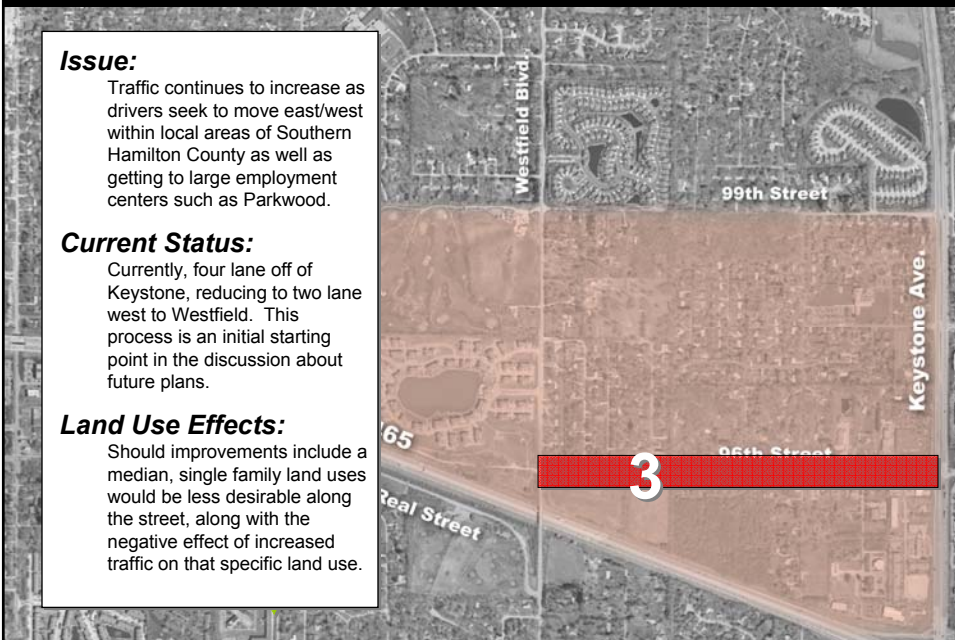 Issue:
Traffic continues to increase as
drivers seek to move east/west
within local areas of Southern
Hamilton County as well as
getting to large employment
centers such as Parkwood.
Current Status:
Currently, four lane off of
Keystone, reducing to two lane
west to Westfield. This
process is an initial starting
point in the discussion about
future plans.
Land Use Effects:
Should improvements include a
median, single family land uses
would be less desirable along
the street, along with the
negative effect of increased
traffic on that specific land use.
Westfield Blvd.
99th Street
Keystone Ave.
65
96th Street
3
Real Street